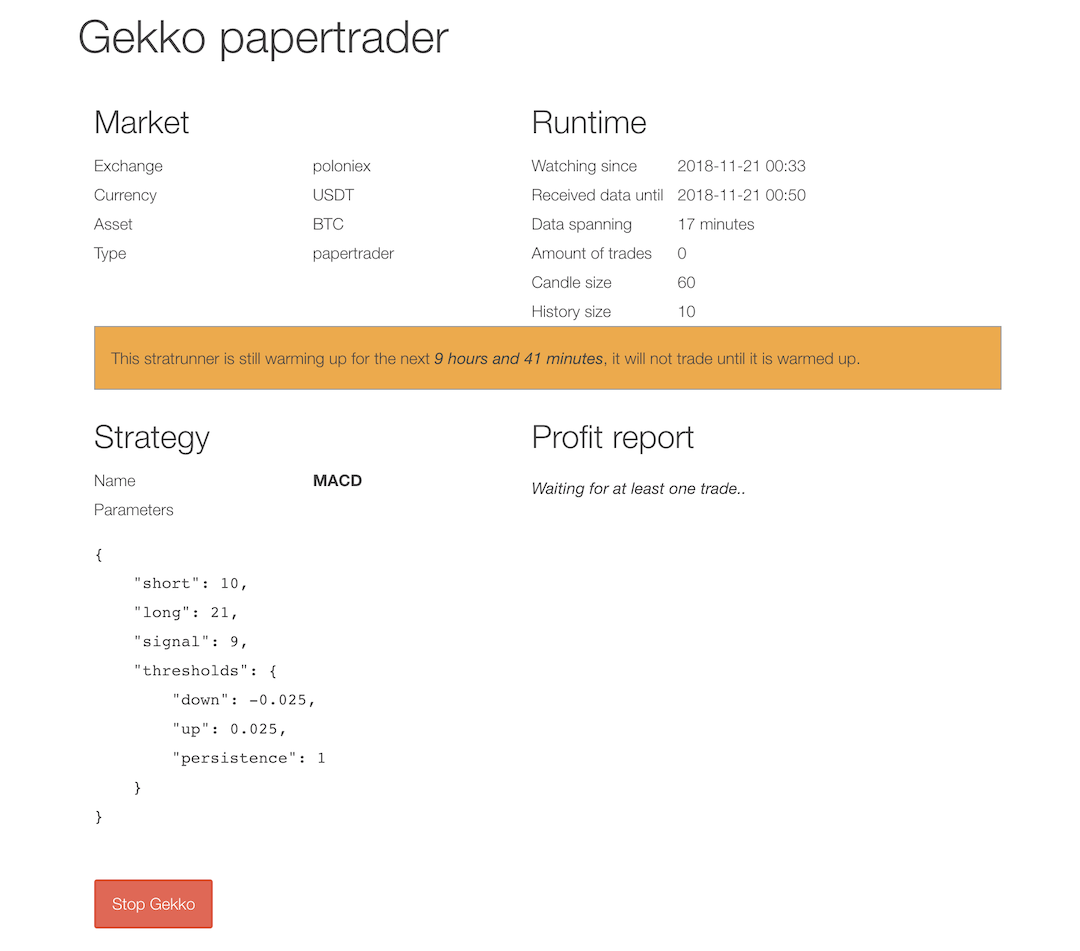 Gekko papertrader
Market
Exchange poloniex
Currency USDT
Asset BTC
Type papertrader
Runtime
Watching since 2018-11-21 00:33
Received data until 2018-11-21 00:50
Data spanning 17 minutes
Amount of trades 0
Candle size 60
History size 10
This stratrunner is still warming up for the next 9 hours and 41 minutes, it will not trade until it is warmed up.
Strategy
Name MACD
Parameters
{
    "short": 10,
    "long": 21,
    "signal": 9,
    "thresholds": {
        "down": -0.025,
        "up": 0.025,
        "persistence": 1
    }
}
Profit report
Waiting for at least one trade..
Stop Gekko